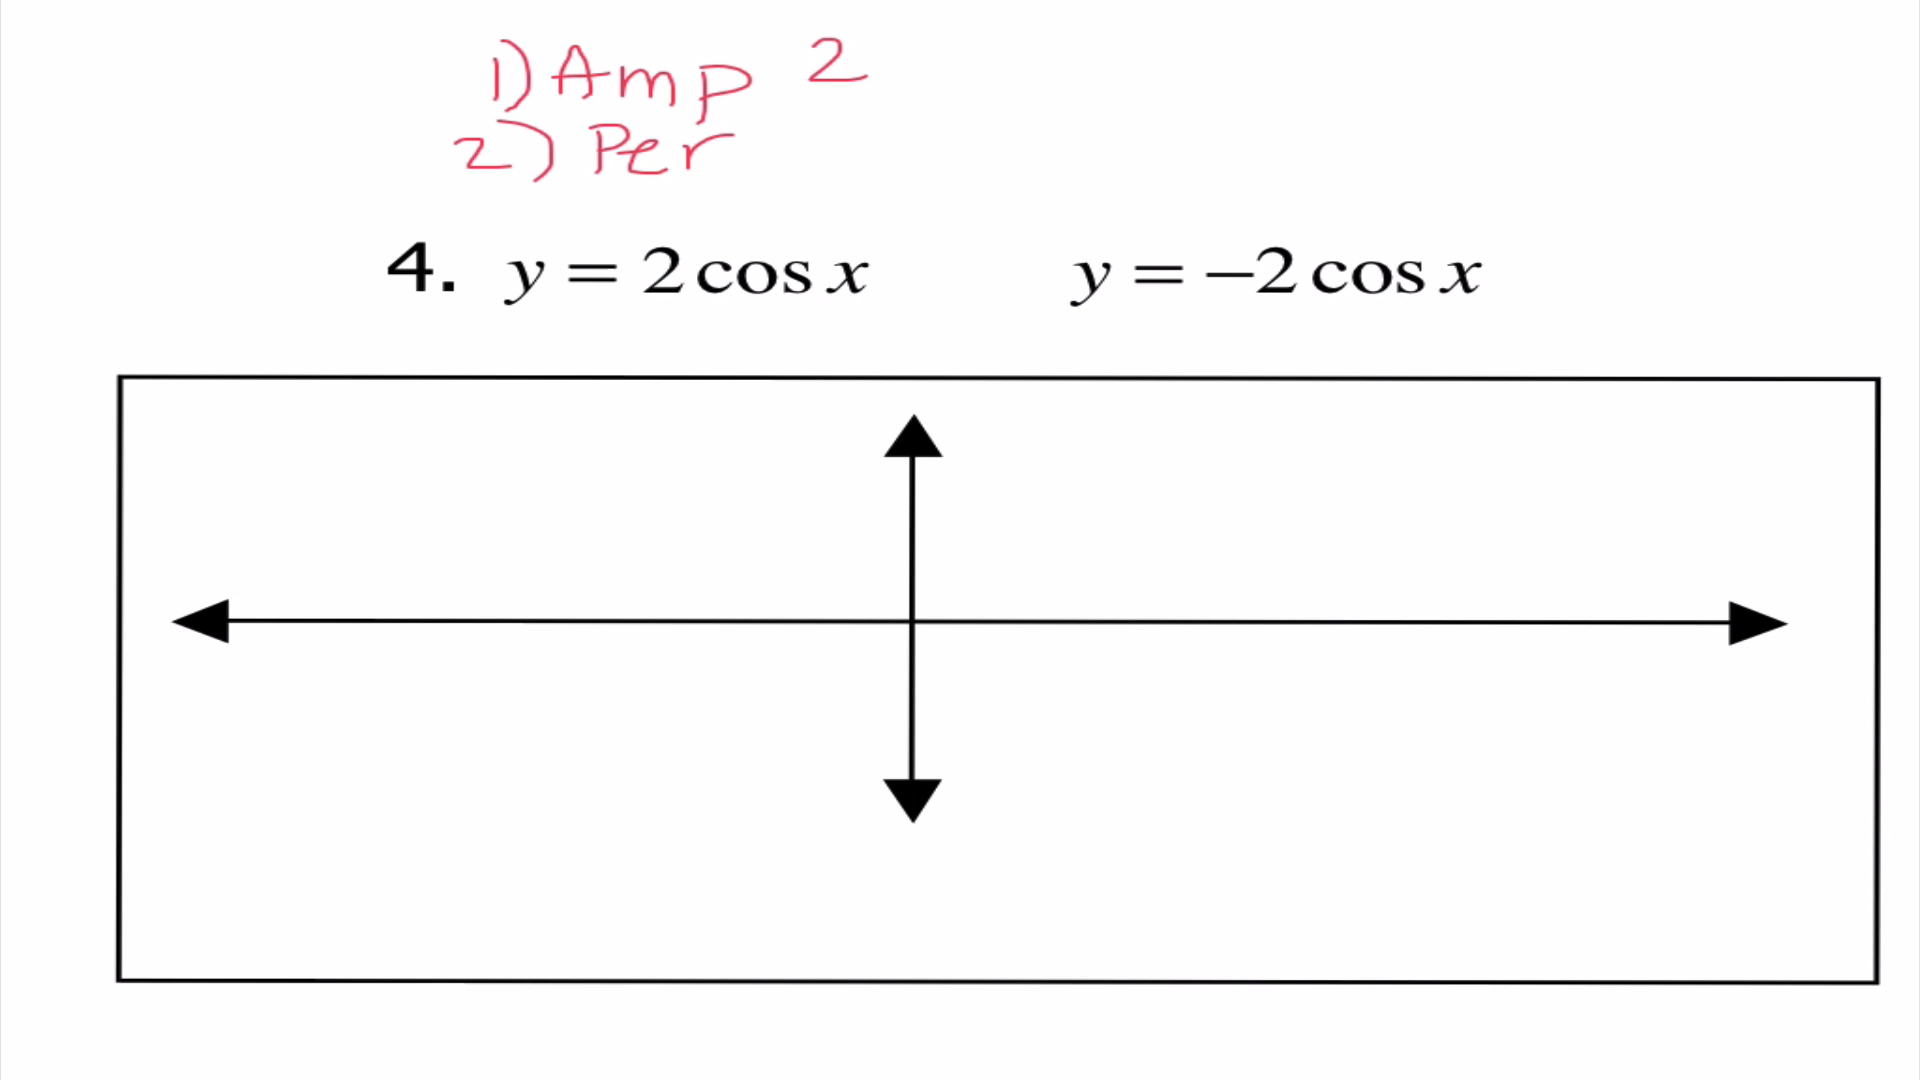 1) Amp 2
2) Per
4. y = 2 cos x y = −2 cos x